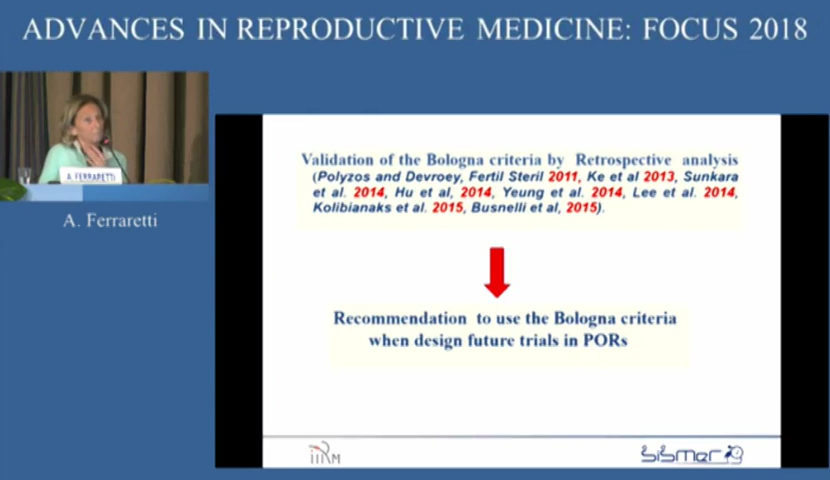 ADVANCES IN REPRODUCTIVE MEDICINE: FOCUS 2018
A. FERRARETTI
A. Ferraretti
Validation of the Bologna criteria by Retrospective analysis
(Polyzos and Devroey, Fertil Steril 2011, Ke et al 2013, Sunkara
et al. 2014, Hu et al, 2014, Yeung et al. 2014, Lee et al. 2014,
Kolibianaks et al. 2015, Busnelli et al, 2015).
Recommendation to use the Bologna criteria
when design future trials in PORs
iiRM
SISMER